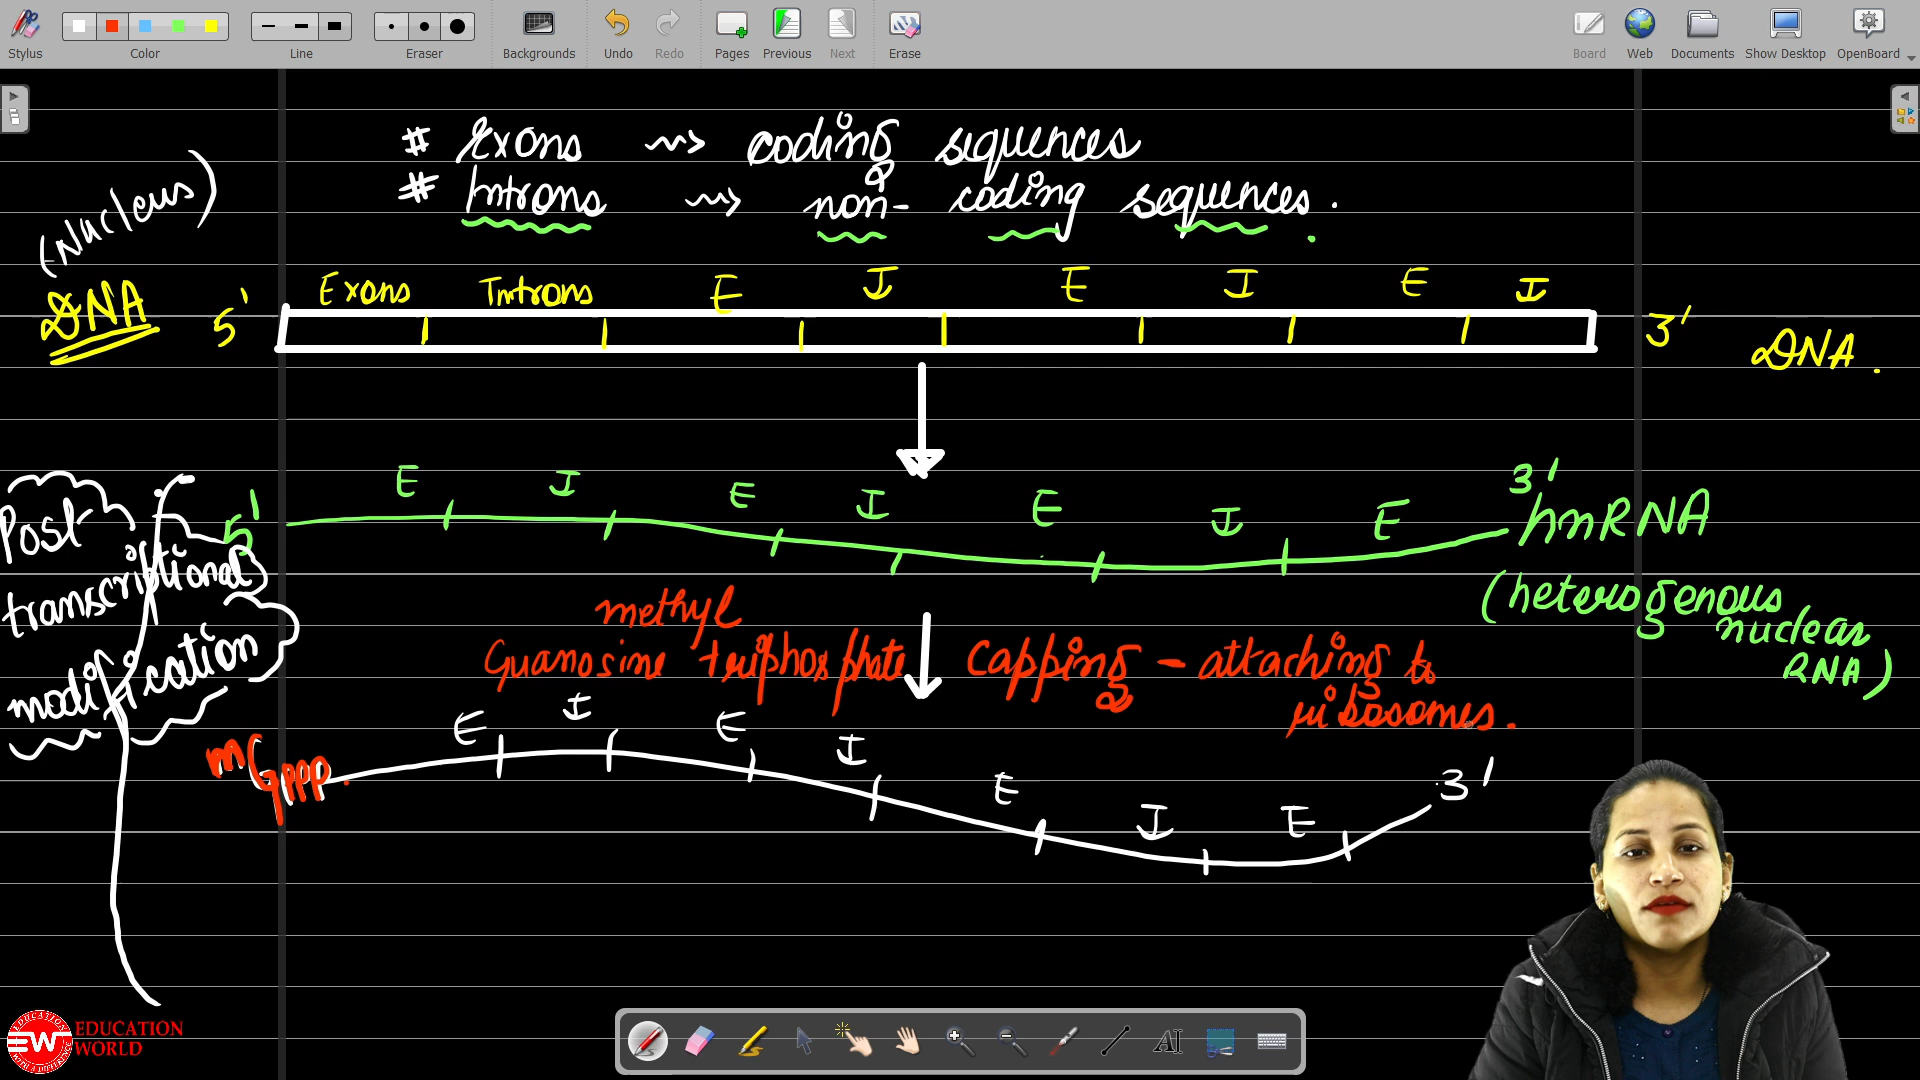 Stylus Color Line Eraser Backgrounds Undo Redo Pages Previous Next Erase Board Web Documents Show Desktop OpenBoard
# Exons ⇝ coding sequences
# Introns ⇝ non-coding sequences.
(Nucleus)
DNA 5' Exons Introns E I E I E I 3' DNA.
5' E I E I E I E 3' hnRNA
(heterogenous nuclear RNA)
Post-
transcriptional
modification
methyl
Guanosine triphosphate Capping - attaching to
ribosomes.
mGppp E I E I E I E 3'
EDUCATION
WORLD